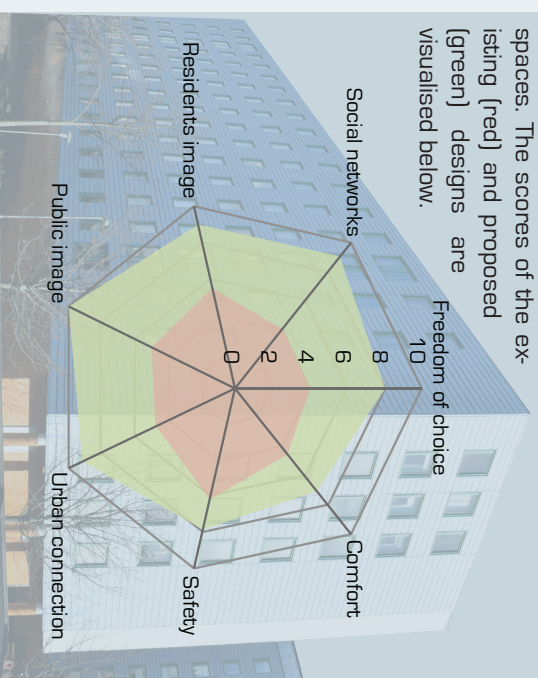 spaces. The scores of the ex-
isting (red) and proposed
(green) designs are
visualised below.
Freedom of choice
Social networks
Comfort
Residents image
Safety
Public image
Urban connection
10
8
6
4
2
0